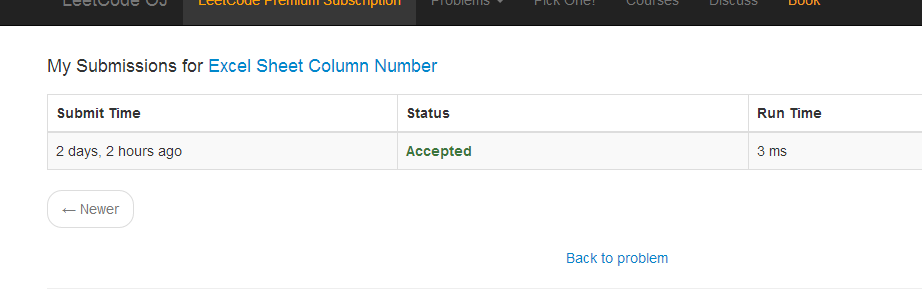 LeetCode OJ LeetCode Premium Subscription Problems Pick One! Courses Discuss Book
My Submissions for Excel Sheet Column Number
Submit Time Status Run Time
2 days, 2 hours ago Accepted 3 ms
← Newer
Back to problem